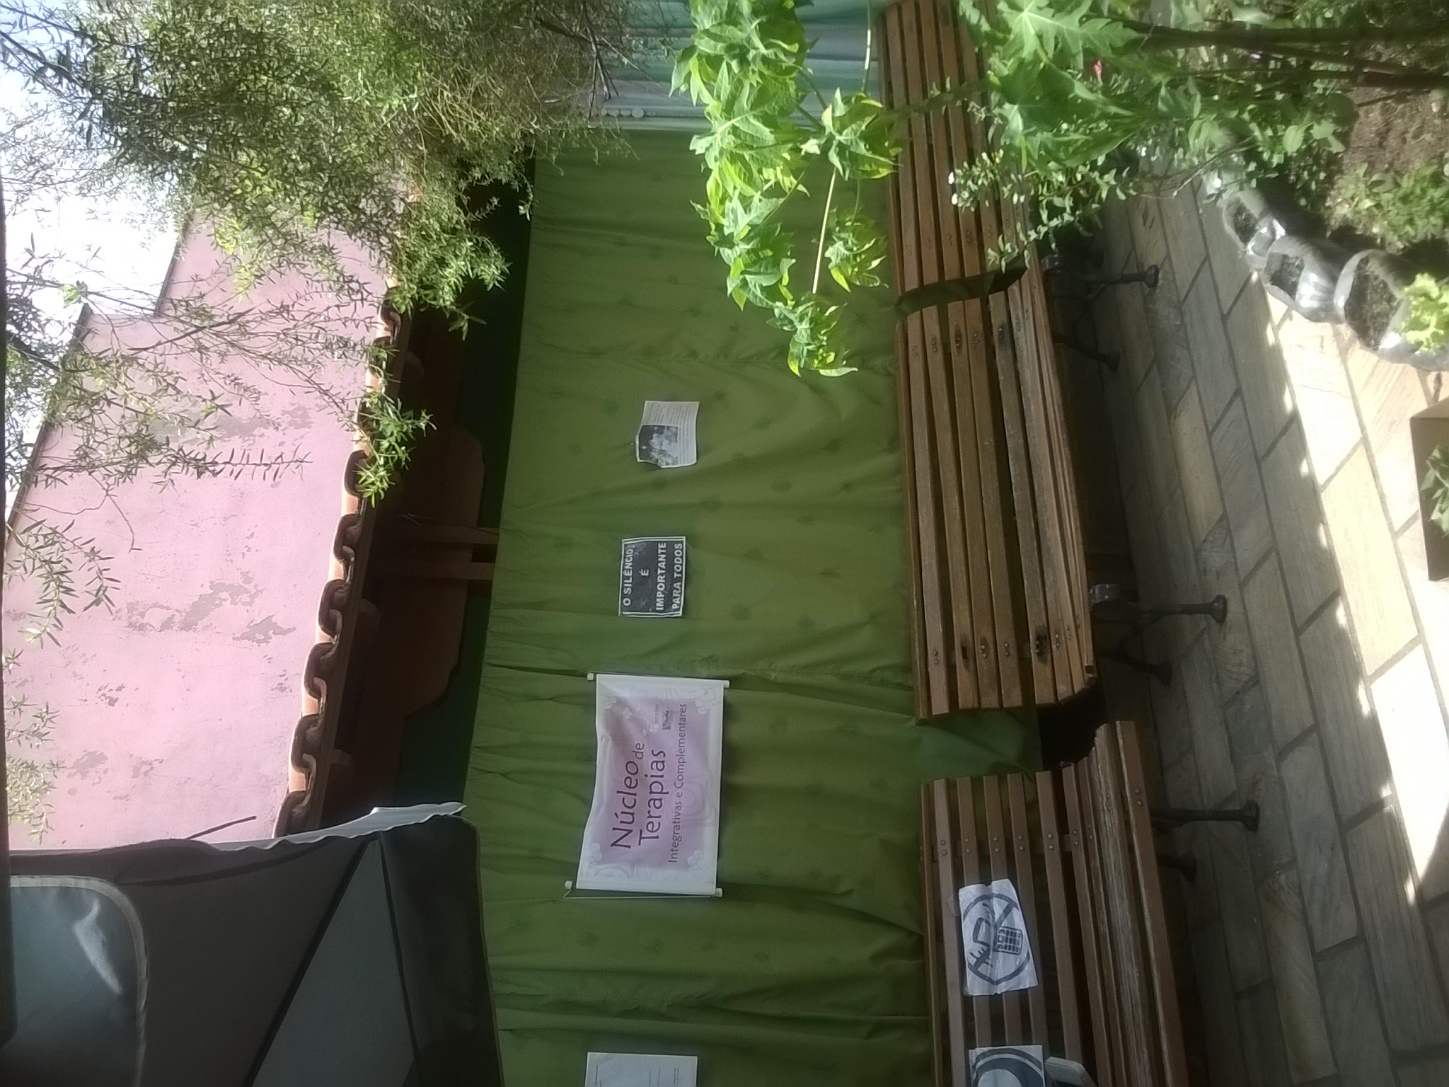 Núcleo de
Terapias
Integrativas e Complementares
O SILÊNCIO
É
IMPORTANTE
PARA TODOS